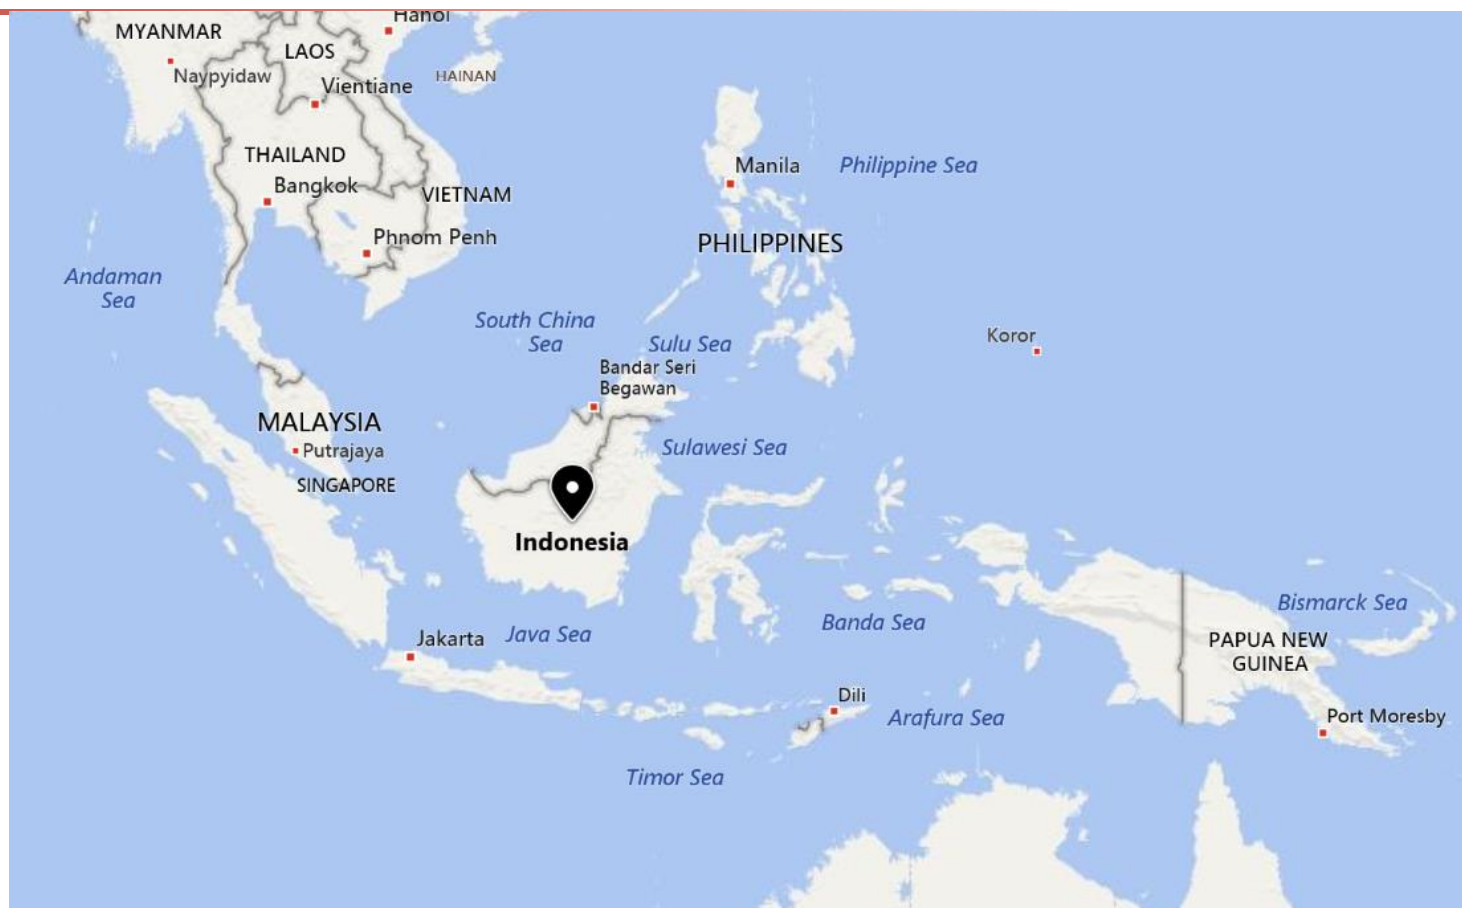 Hanoi
MYANMAR
LAOS
Naypyidaw
HAINAN
Vientiane
THAILAND
Manila
Philippine Sea
Bangkok
VIETNAM
Phnom Penh
PHILIPPINES
Andaman
Sea
South China
Sea
Sulu Sea
Koror
Bandar Seri
Begawan
MALAYSIA
Putrajaya
Sulawesi Sea
SINGAPORE
Indonesia
Bismarck Sea
Banda Sea
Jakarta
Java Sea
PAPUA NEW
GUINEA
Dili
Arafura Sea
Port Moresby
Timor Sea